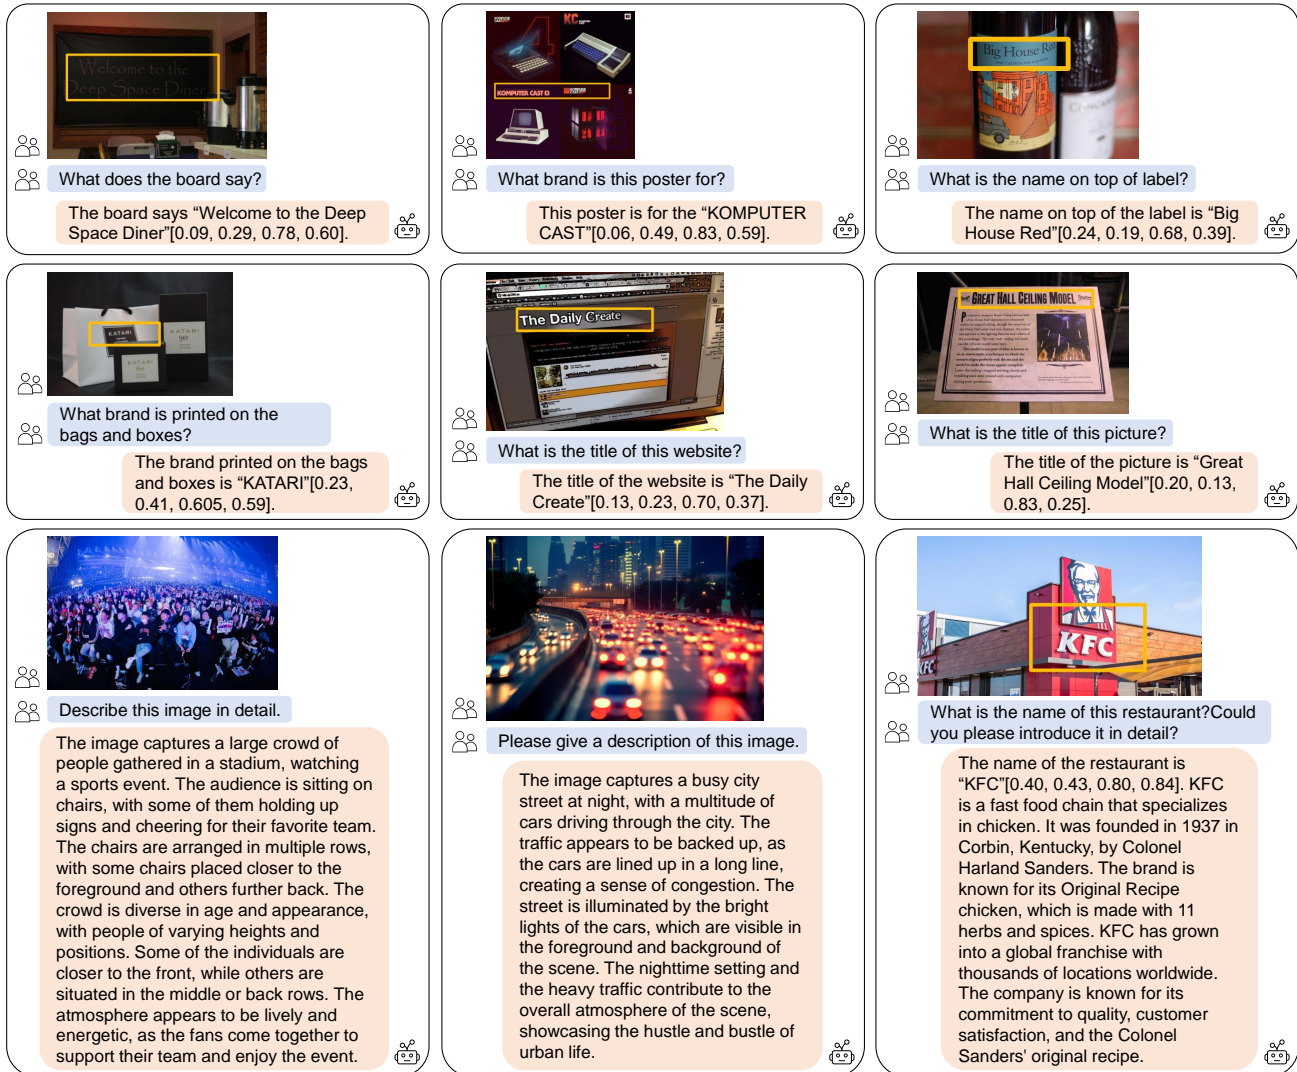 Welcome to the
Deep Space Diner
What does the board say?
The board says “Welcome to the Deep
Space Diner”[0.09, 0.29, 0.78, 0.60].
KC
KOMPUTER CAST
What brand is this poster for?
This poster is for the “KOMPUTER
CAST”[0.06, 0.49, 0.83, 0.59].
Big House Red
What is the name on top of label?
The name on top of the label is “Big
House Red”[0.24, 0.19, 0.68, 0.39].
KATARI
KATARI
90
KATARI
What brand is printed on the
bags and boxes?
The brand printed on the bags
and boxes is “KATARI”[0.23,
0.41, 0.605, 0.59].
The Daily Create
What is the title of this website?
The title of the website is “The Daily
Create”[0.13, 0.23, 0.70, 0.37].
GREAT HALL CEILING MODEL
What is the title of this picture?
The title of the picture is “Great
Hall Ceiling Model”[0.20, 0.13,
0.83, 0.25].
Describe this image in detail.
The image captures a large crowd of
people gathered in a stadium, watching
a sports event. The audience is sitting on
chairs, with some of them holding up
signs and cheering for their favorite team.
The chairs are arranged in multiple rows,
with some chairs placed closer to the
foreground and others further back. The
crowd is diverse in age and appearance,
with people of varying heights and
positions. Some of the individuals are
closer to the front, while others are
situated in the middle or back rows. The
atmosphere appears to be lively and
energetic, as the fans come together to
support their team and enjoy the event.
Please give a description of this image.
The image captures a busy city
street at night, with a multitude of
cars driving through the city. The
traffic appears to be backed up, as
the cars are lined up in a long line,
creating a sense of congestion. The
street is illuminated by the bright
lights of the cars, which are visible in
the foreground and background of
the scene. The nighttime setting and
the heavy traffic contribute to the
overall atmosphere of the scene,
showcasing the hustle and bustle of
urban life.
KFC
KFC
What is the name of this restaurant?Could
you please introduce it in detail?
The name of the restaurant is
“KFC”[0.40, 0.43, 0.80, 0.84]. KFC
is a fast food chain that specializes
in chicken. It was founded in 1937 in
Corbin, Kentucky, by Colonel
Harland Sanders. The brand is
known for its Original Recipe
chicken, which is made with 11
herbs and spices. KFC has grown
into a global franchise with
thousands of locations worldwide.
The company is known for its
commitment to quality, customer
satisfaction, and the Colonel
Sanders' original recipe.